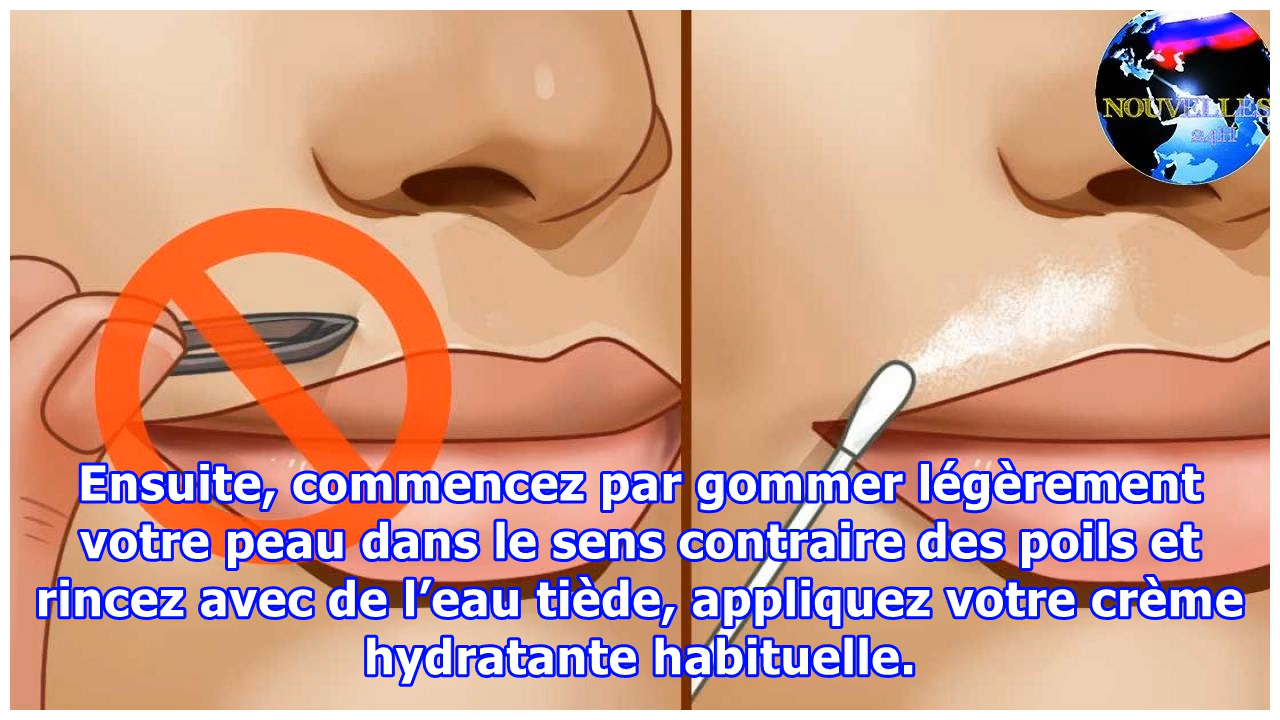 NOUVELLES
24H
Ensuite, commencez par gommer légèrement
votre peau dans le sens contraire des poils et
rincez avec de l’eau tiède, appliquez votre crème
hydratante habituelle.